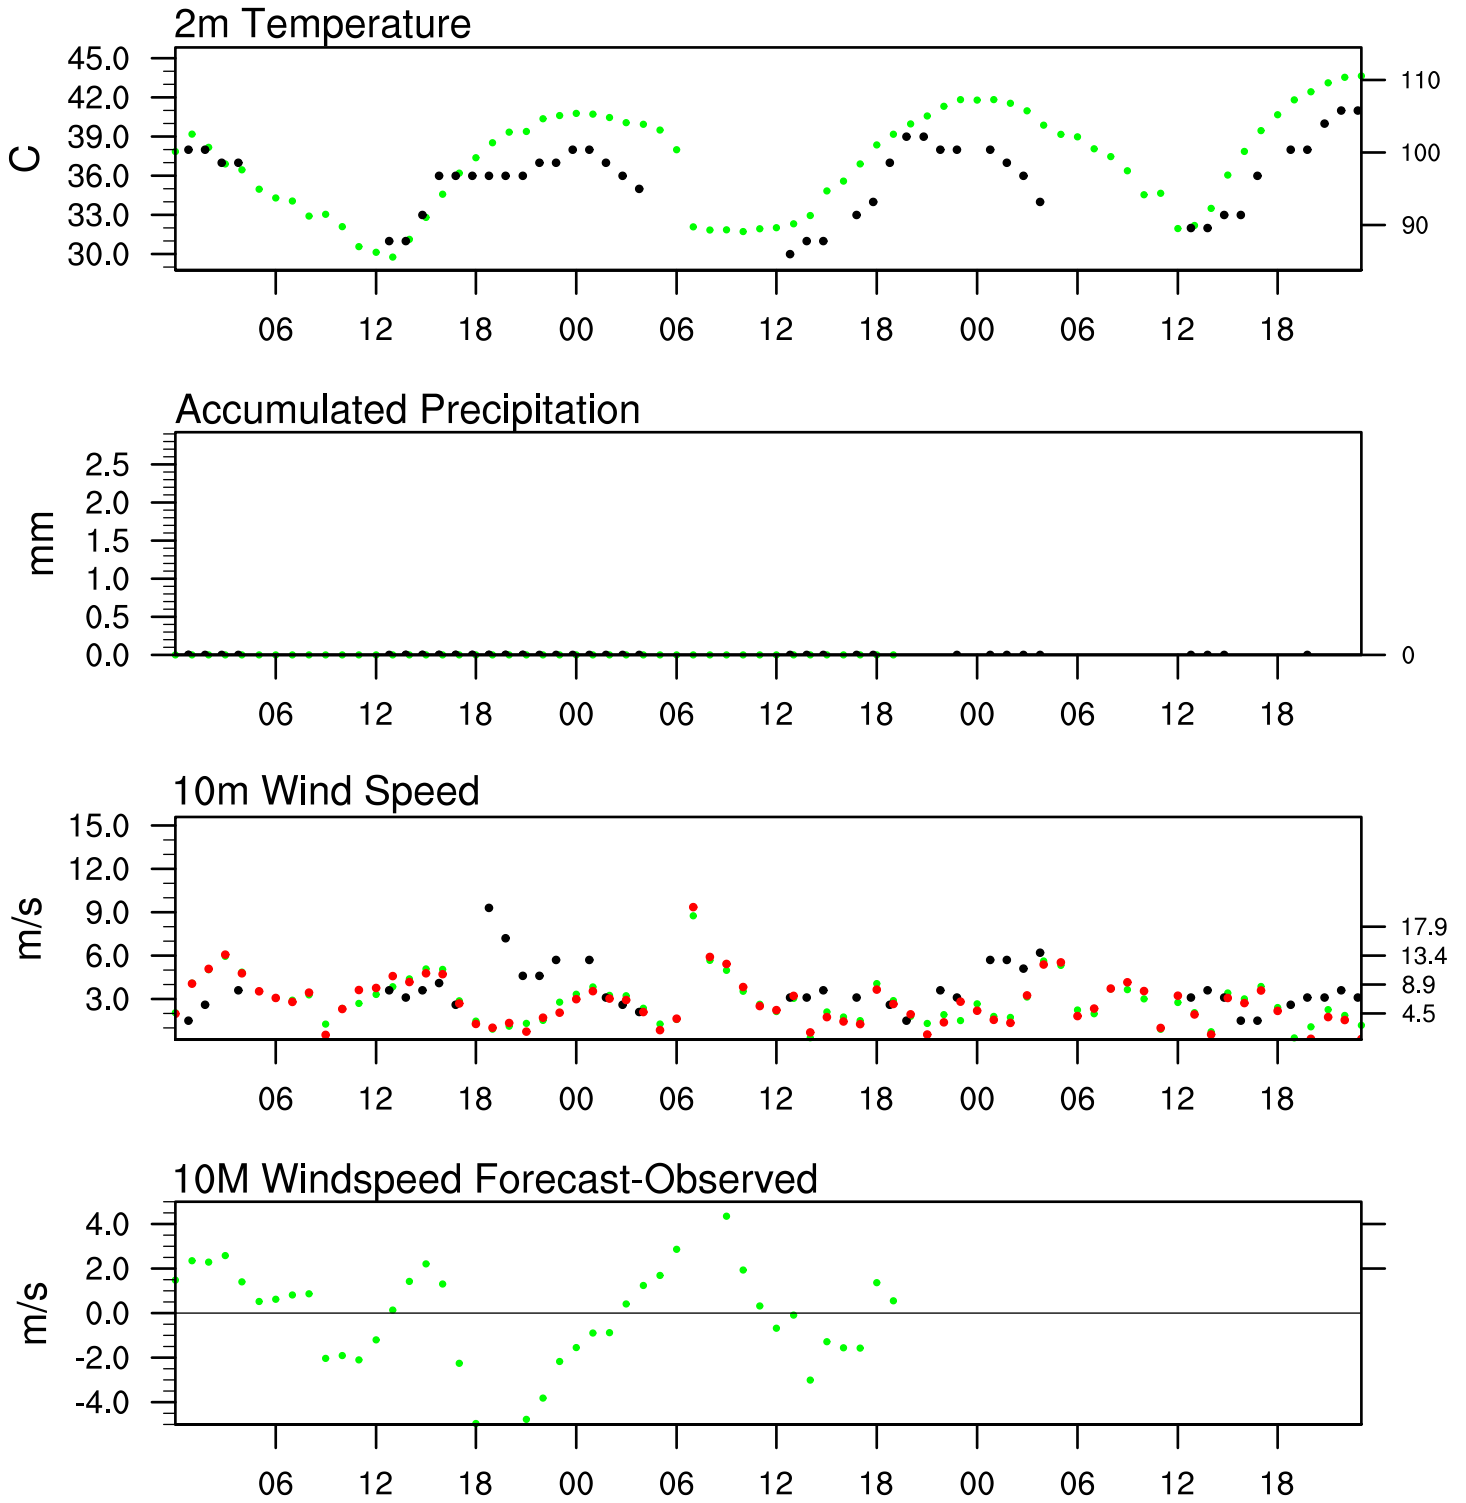 2m Temperature
45.0
42.0
39.0
36.0
33.0
30.0
C
110
100
90
06 12 18 00 06 12 18 00 06 12 18
Accumulated Precipitation
2.5
2.0
1.5
1.0
0.5
0.0
mm
0
06 12 18 00 06 12 18 00 06 12 18
10m Wind Speed
15.0
12.0
9.0
6.0
3.0
m/s
17.9
13.4
8.9
4.5
06 12 18 00 06 12 18 00 06 12 18
10M Windspeed Forecast-Observed
4.0
2.0
0.0
-2.0
-4.0
m/s
06 12 18 00 06 12 18 00 06 12 18